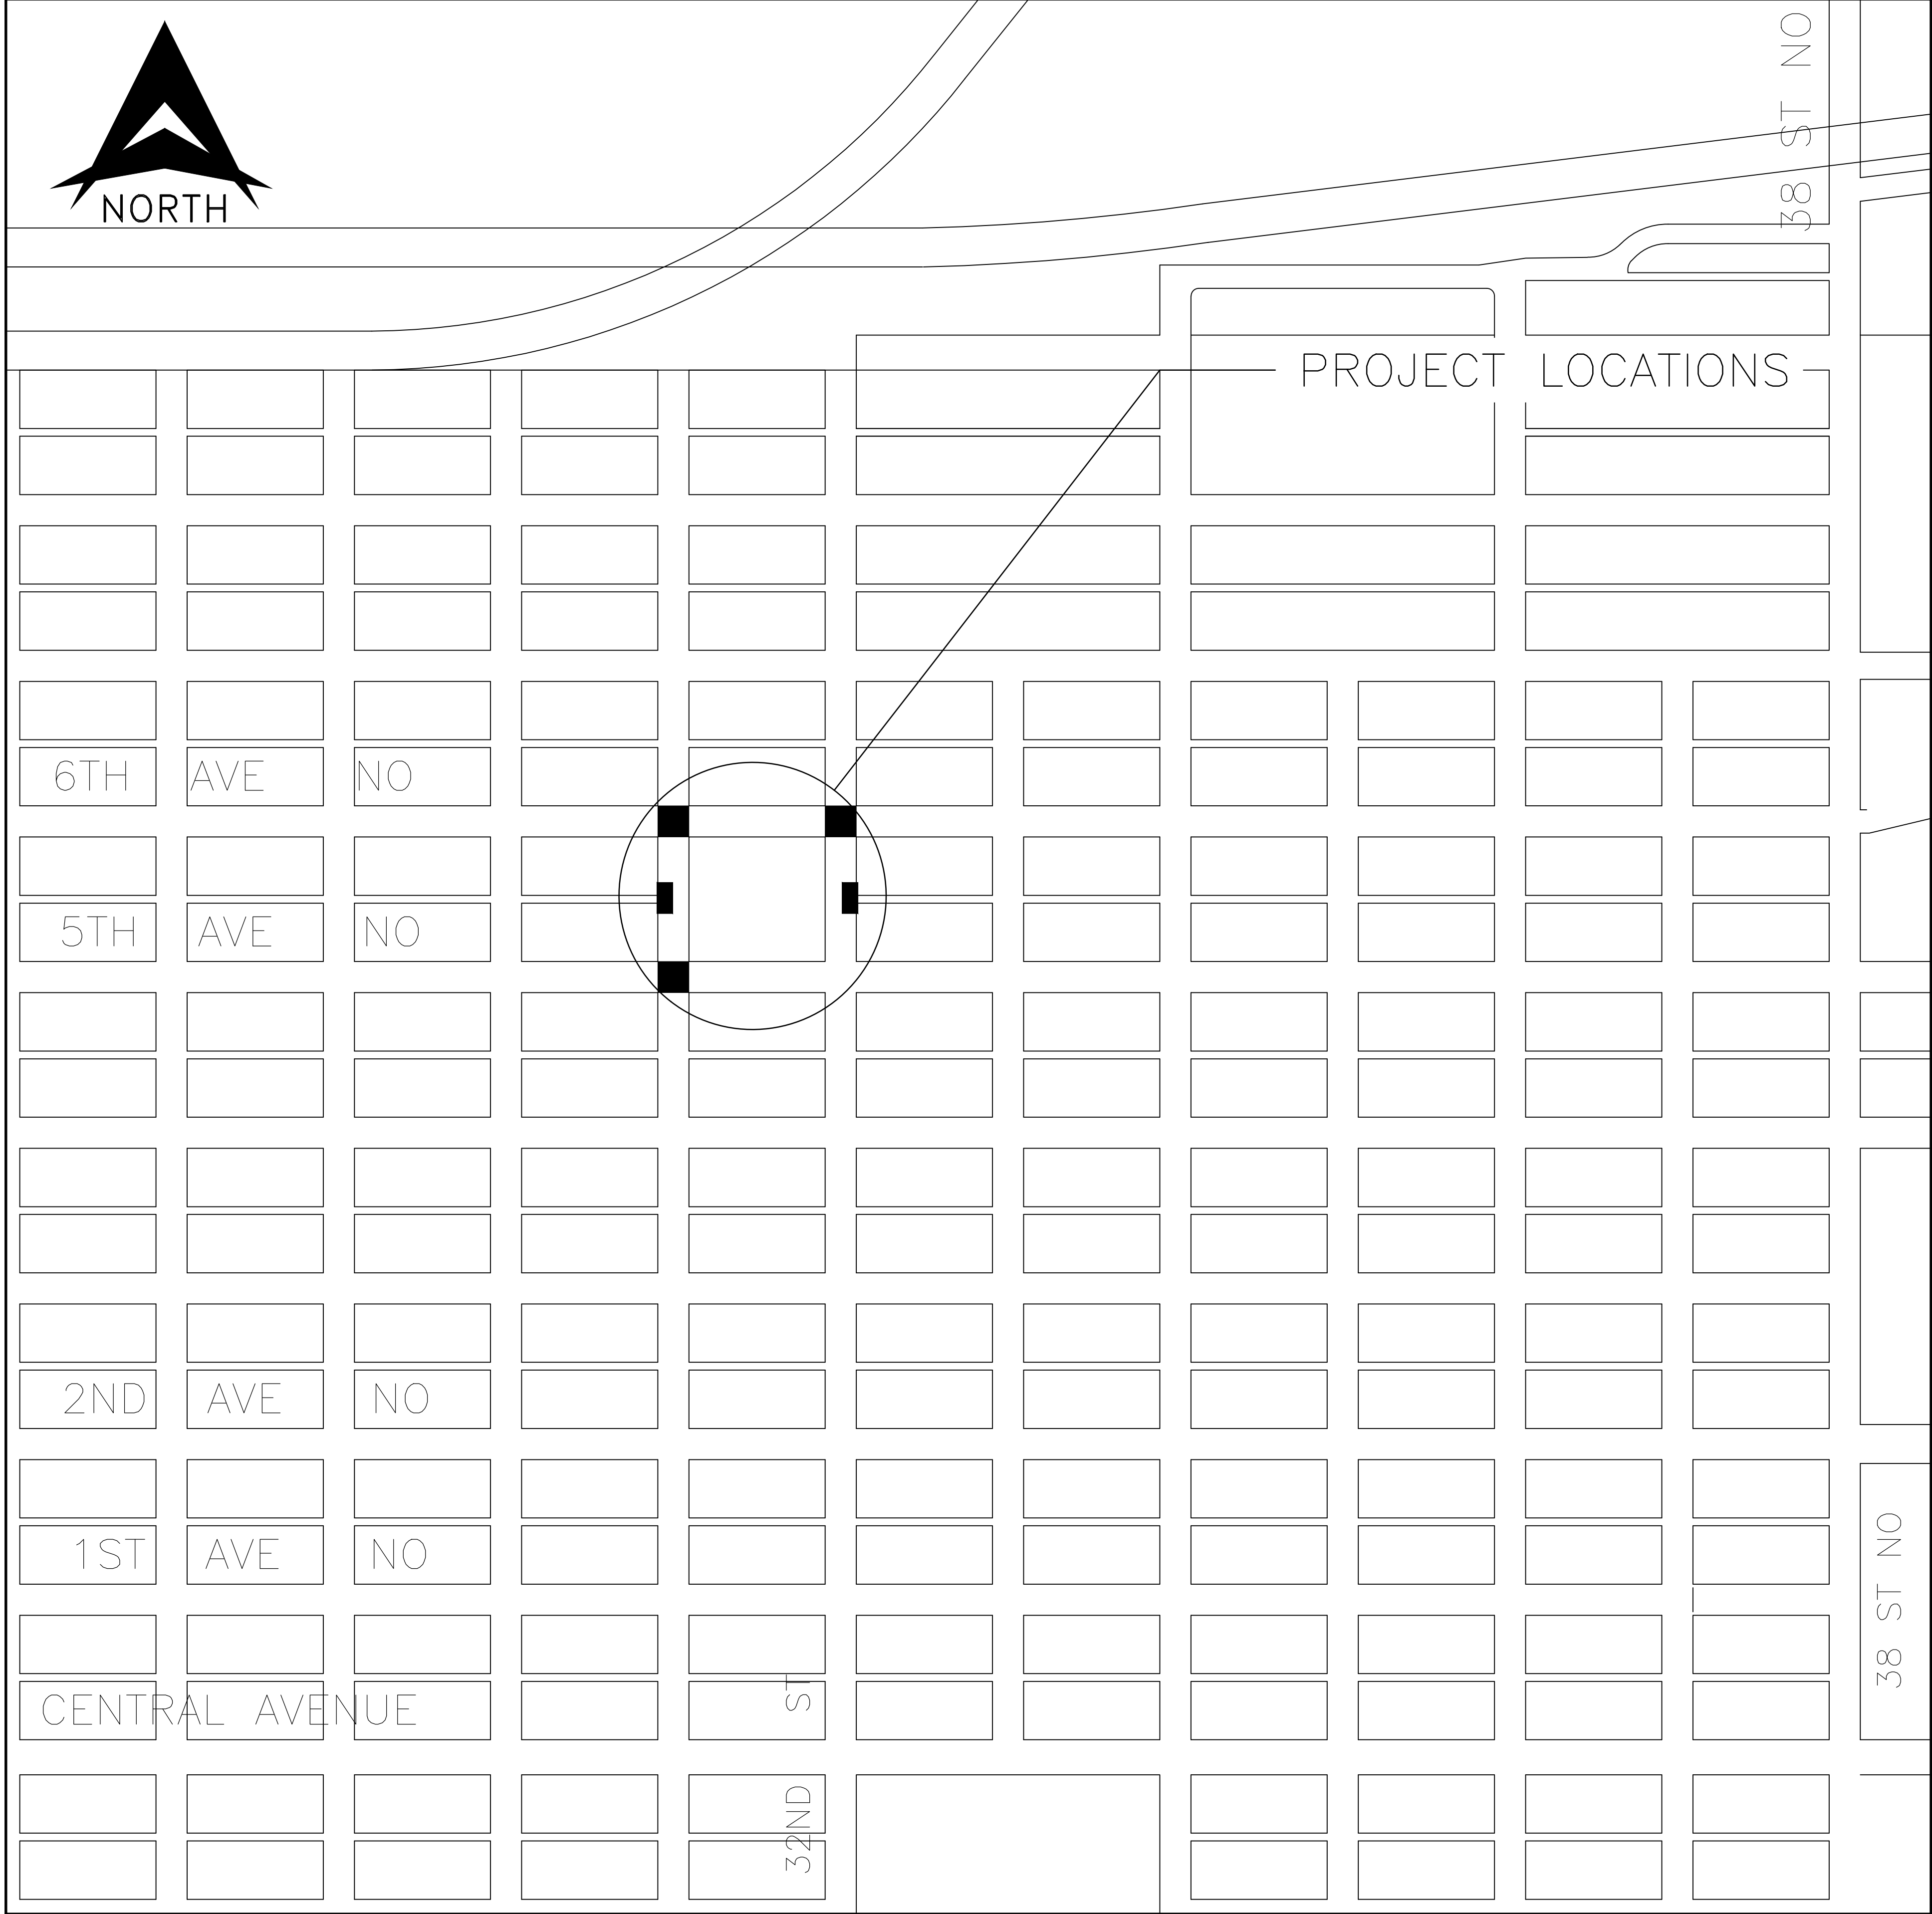 38 ST NO
NORTH
PROJECT LOCATIONS
6TH AVE NO
5TH AVE NO
2ND AVE NO
1ST AVE NO
38 ST NO
CENTRAL AVENUE
32ND ST